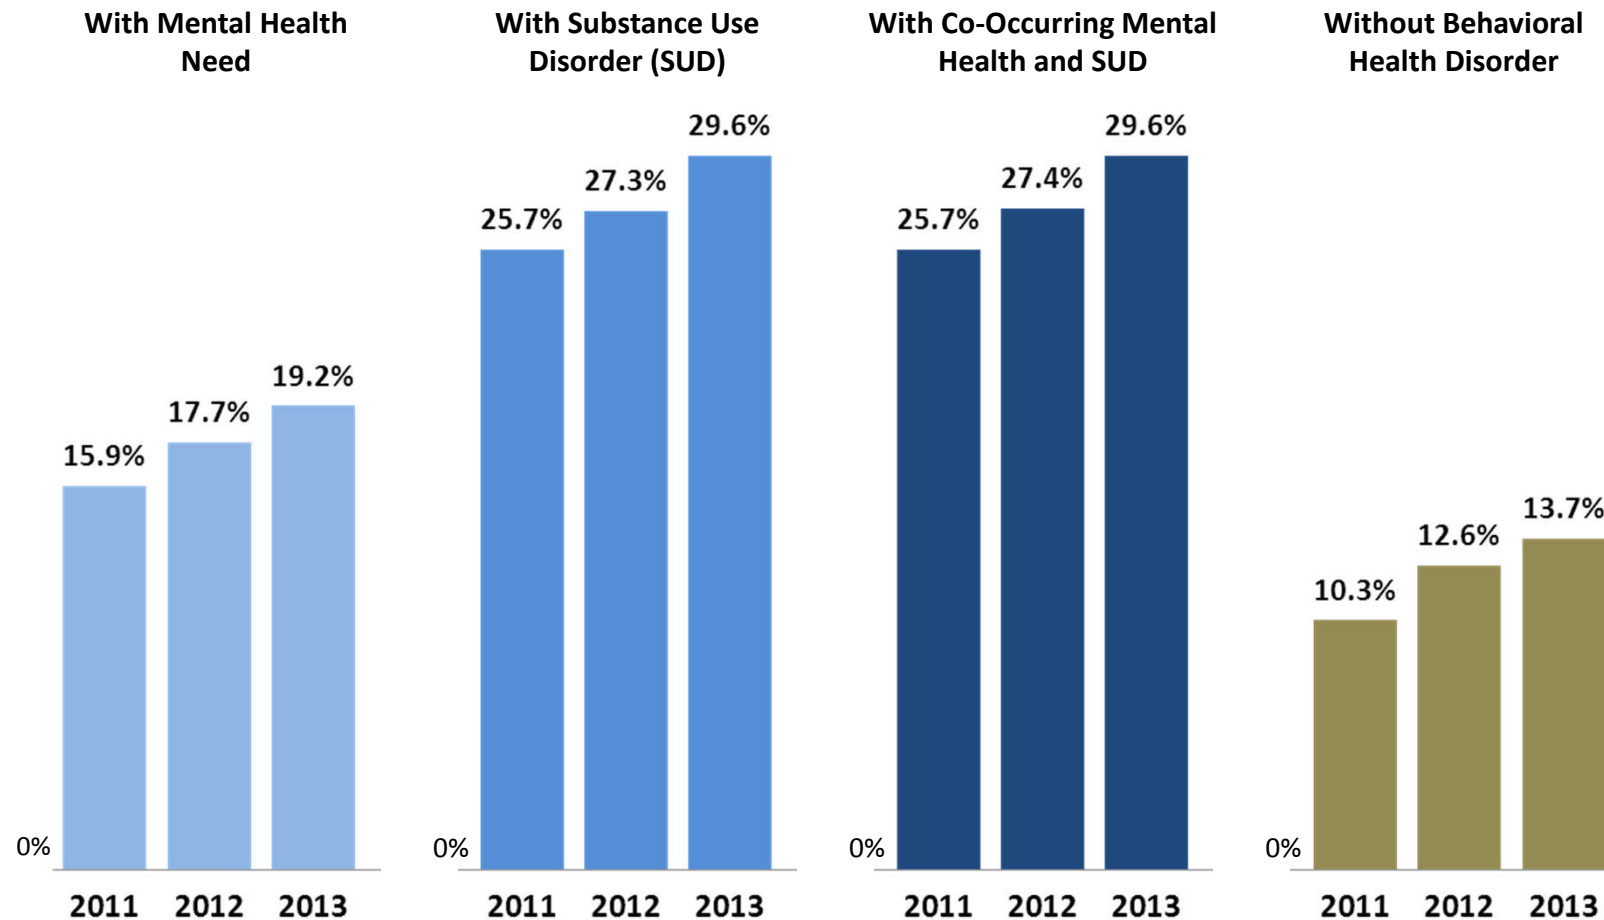 With Mental Health
Need
15.9%
17.7%
19.2%
0%
2011 2012 2013
With Substance Use
Disorder (SUD)
25.7%
27.3%
29.6%
0%
2011 2012 2013
With Co-Occurring Mental
Health and SUD
25.7%
27.4%
29.6%
0%
2011 2012 2013
Without Behavioral
Health Disorder
10.3%
12.6%
13.7%
0%
2011 2012 2013